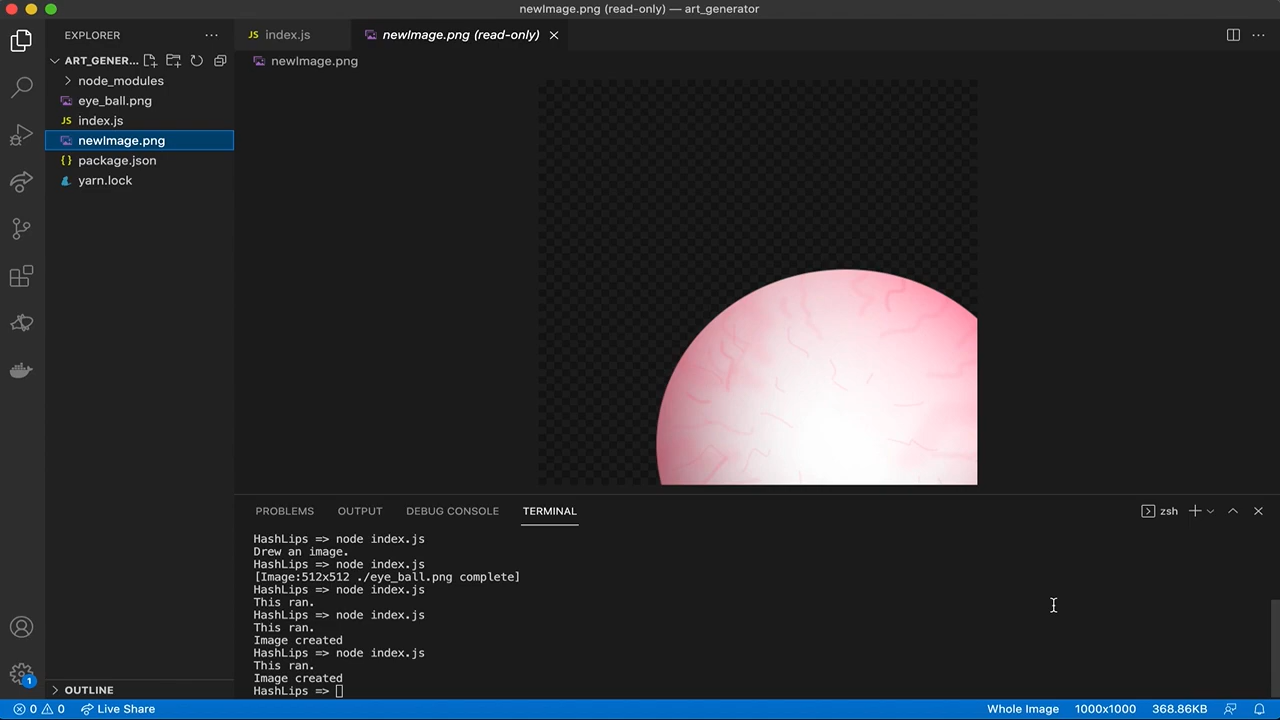 newImage.png (read-only) — art_generator
EXPLORER
index.js
newImage.png (read-only)
ART_GENER...
newImage.png
node_modules
eye_ball.png
index.js
newImage.png
package.json
yarn.lock
PROBLEMS OUTPUT DEBUG CONSOLE TERMINAL
zsh
HashLips => node index.js
Drew an image.
HashLips => node index.js
[Image:512x512 ./eye_ball.png complete]
HashLips => node index.js
This ran.
HashLips => node index.js
This ran.
Image created
HashLips => node index.js
This ran.
Image created
HashLips =>
OUTLINE
1
0 0 Live Share
Whole Image 1000x1000 368.86KB